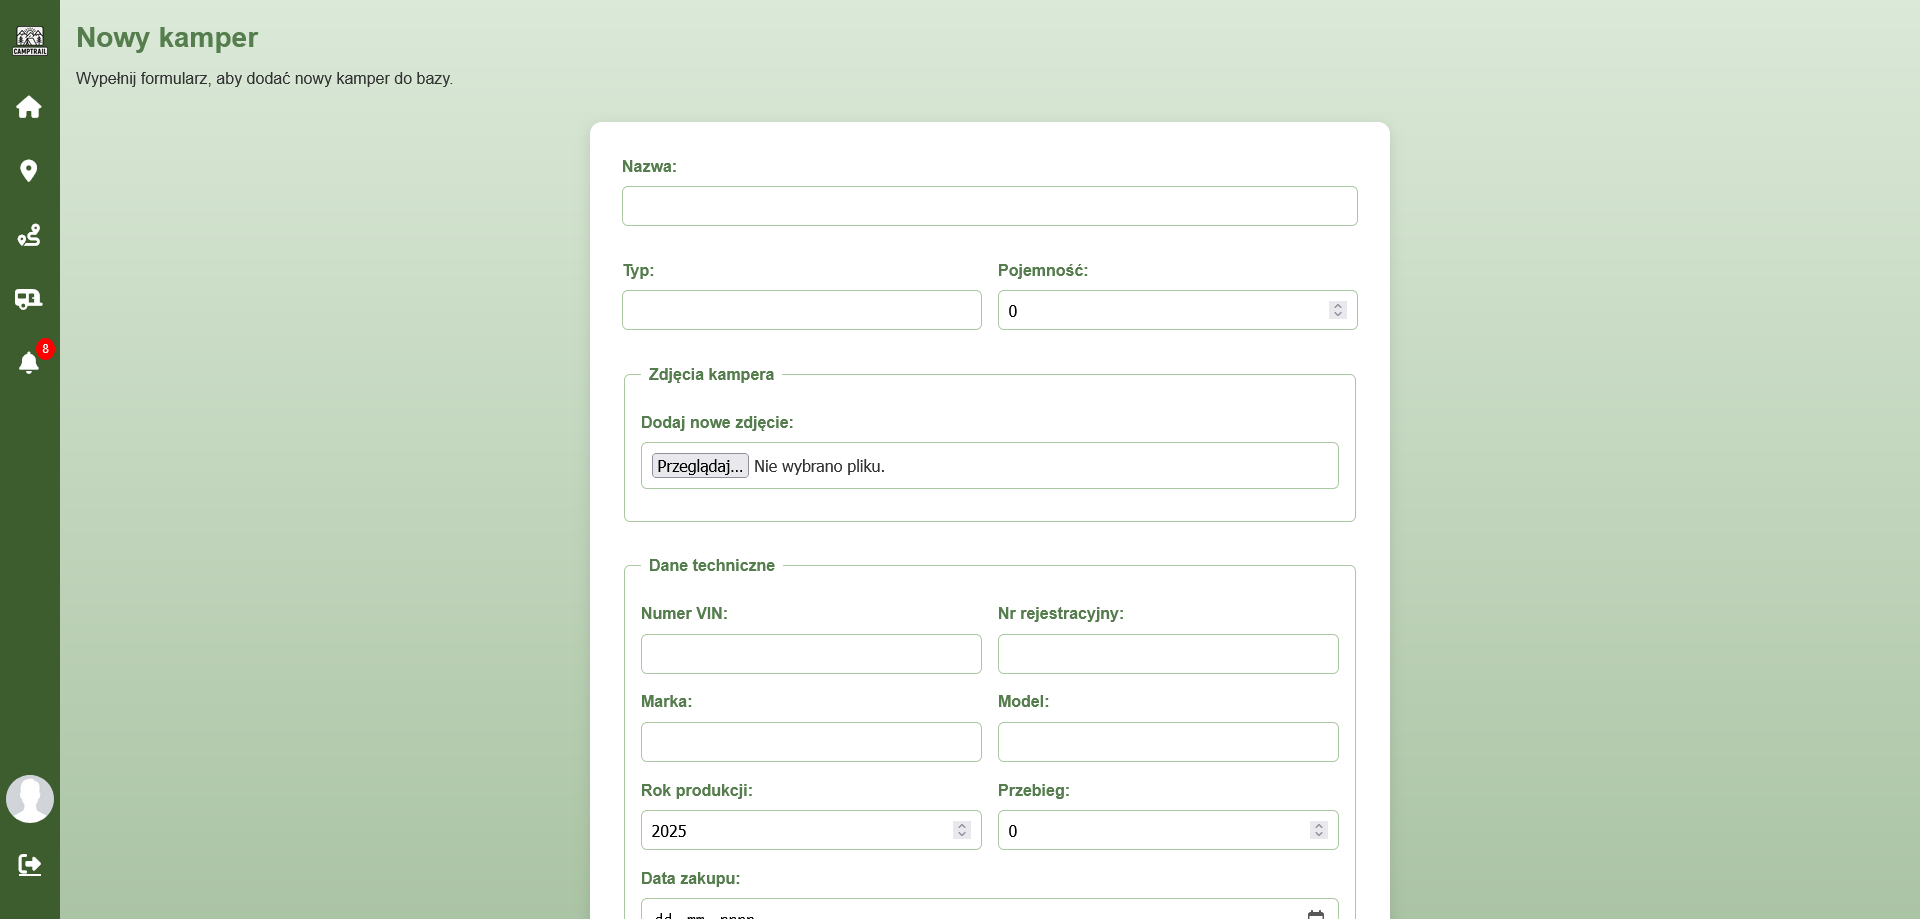 CAMPTRAIL
Nowy kamper
Wypełnij formularz, aby dodać nowy kamper do bazy.
Nazwa:
Typ: Pojemność:
0
8
Zdjęcia kampera
Dodaj nowe zdjęcie:
Przeglądaj... Nie wybrano pliku.
Dane techniczne
Numer VIN: Nr rejestracyjny:
Marka: Model:
Rok produkcji: Przebieg:
2025 0
Data zakupu: